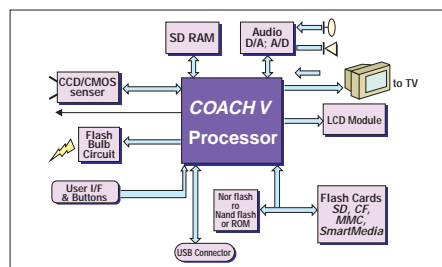 SD RAM
Audio
D/A; A/D
CCD/CMOS
senser
to TV
COACH V
Processor
LCD Module
Flash
Bulb
Circuit
User I/F
& Buttons
Nor flash
ro
Nand flash
or ROM
Flash Cards
SD, CF,
MMC,
SmartMedia
USB Connector